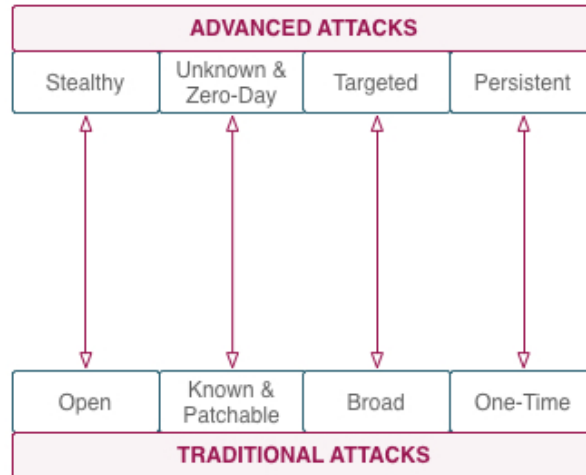 ADVANCED ATTACKS
Stealthy
Unknown &
Zero-Day
Targeted
Persistent
Open
Known &
Patchable
Broad
One-Time
TRADITIONAL ATTACKS